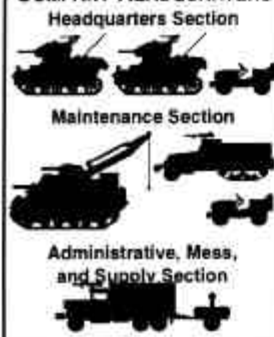 Headquarters Section
Maintenance Section
Administrative, Mess,
and Supply Section